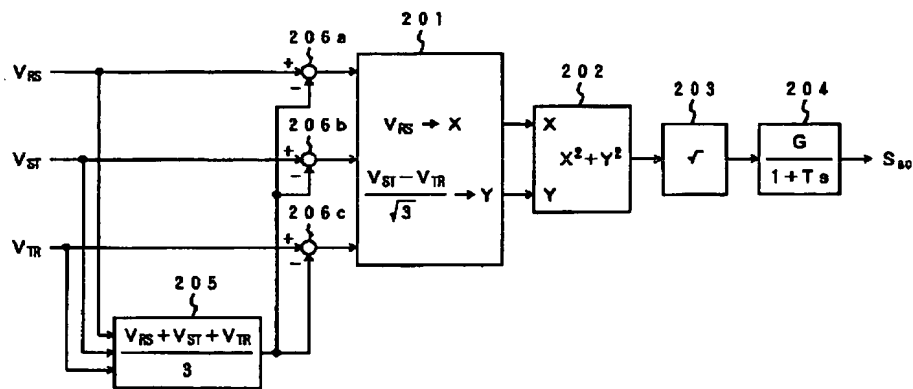 206a
201
V_RS
+
−
202
203
204
V_RS → X
X
206b
V_ST
+
−
X²+Y²
√
G
1+Ts
S_ac
V_ST−V_TR
√3
→ Y
Y
206c
V_TR
+
−
205
V_RS+V_ST+V_TR
3